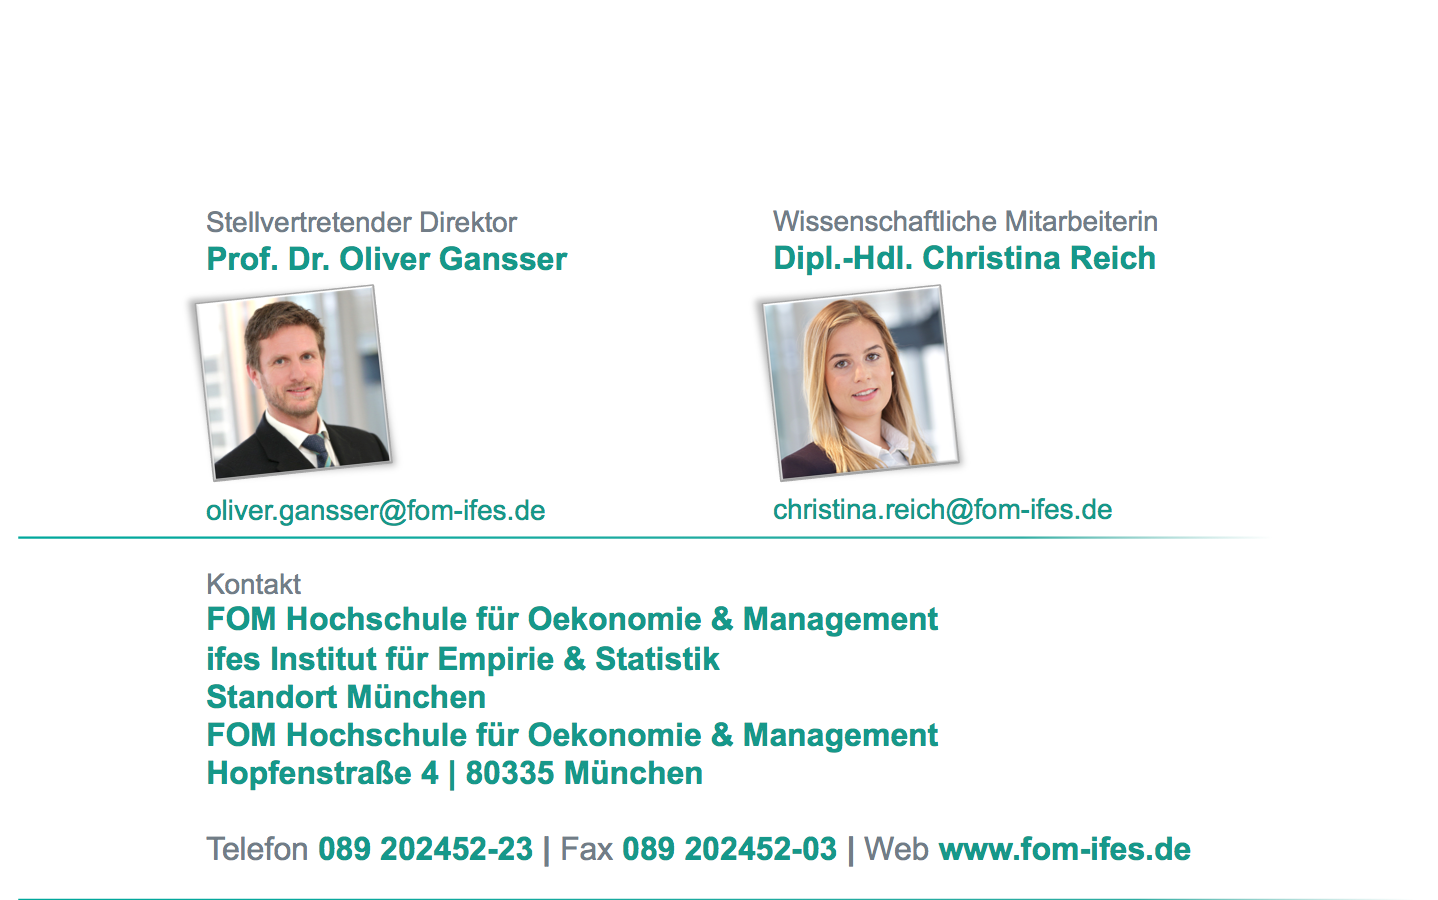 Stellvertretender Direktor
Prof. Dr. Oliver Gansser
oliver.gansser@fom-ifes.de
Wissenschaftliche Mitarbeiterin
Dipl.-Hdl. Christina Reich
christina.reich@fom-ifes.de
Kontakt
FOM Hochschule für Oekonomie & Management
ifes Institut für Empirie & Statistik
Standort München
FOM Hochschule für Oekonomie & Management
Hopfenstraße 4 | 80335 München
Telefon 089 202452-23 | Fax 089 202452-03 | Web www.fom-ifes.de